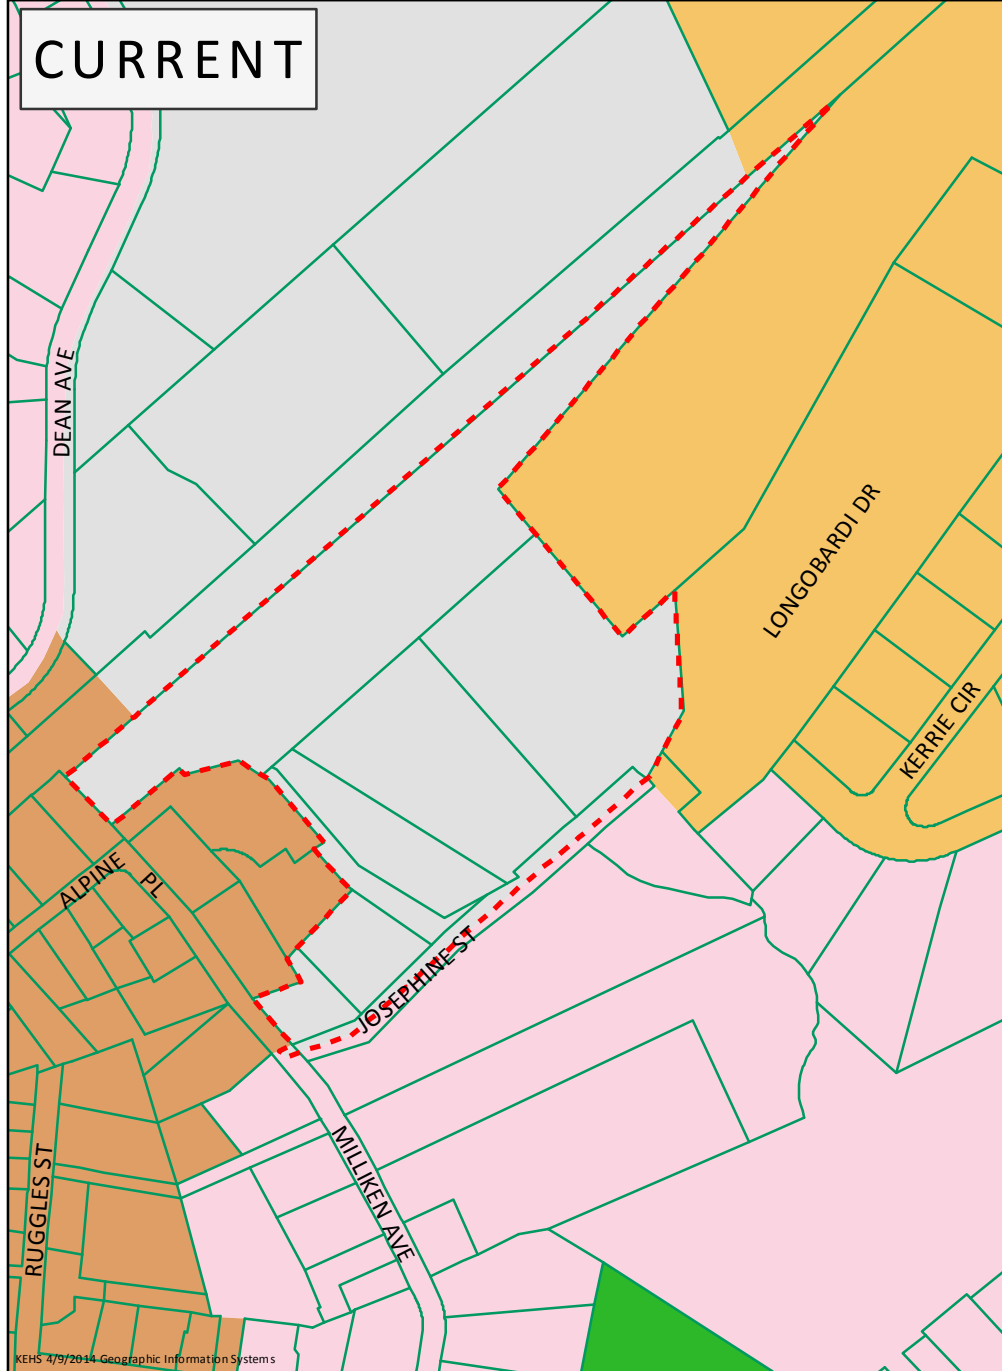 CURRENT
DEAN AVE
LONGOBARDI DR
KERRIE CIR
ALPINE PL
JOSEPHINE ST
MILLIKEN AVE
RUGGLES ST
KEHS 4/9/2014 Geographic Information Systems